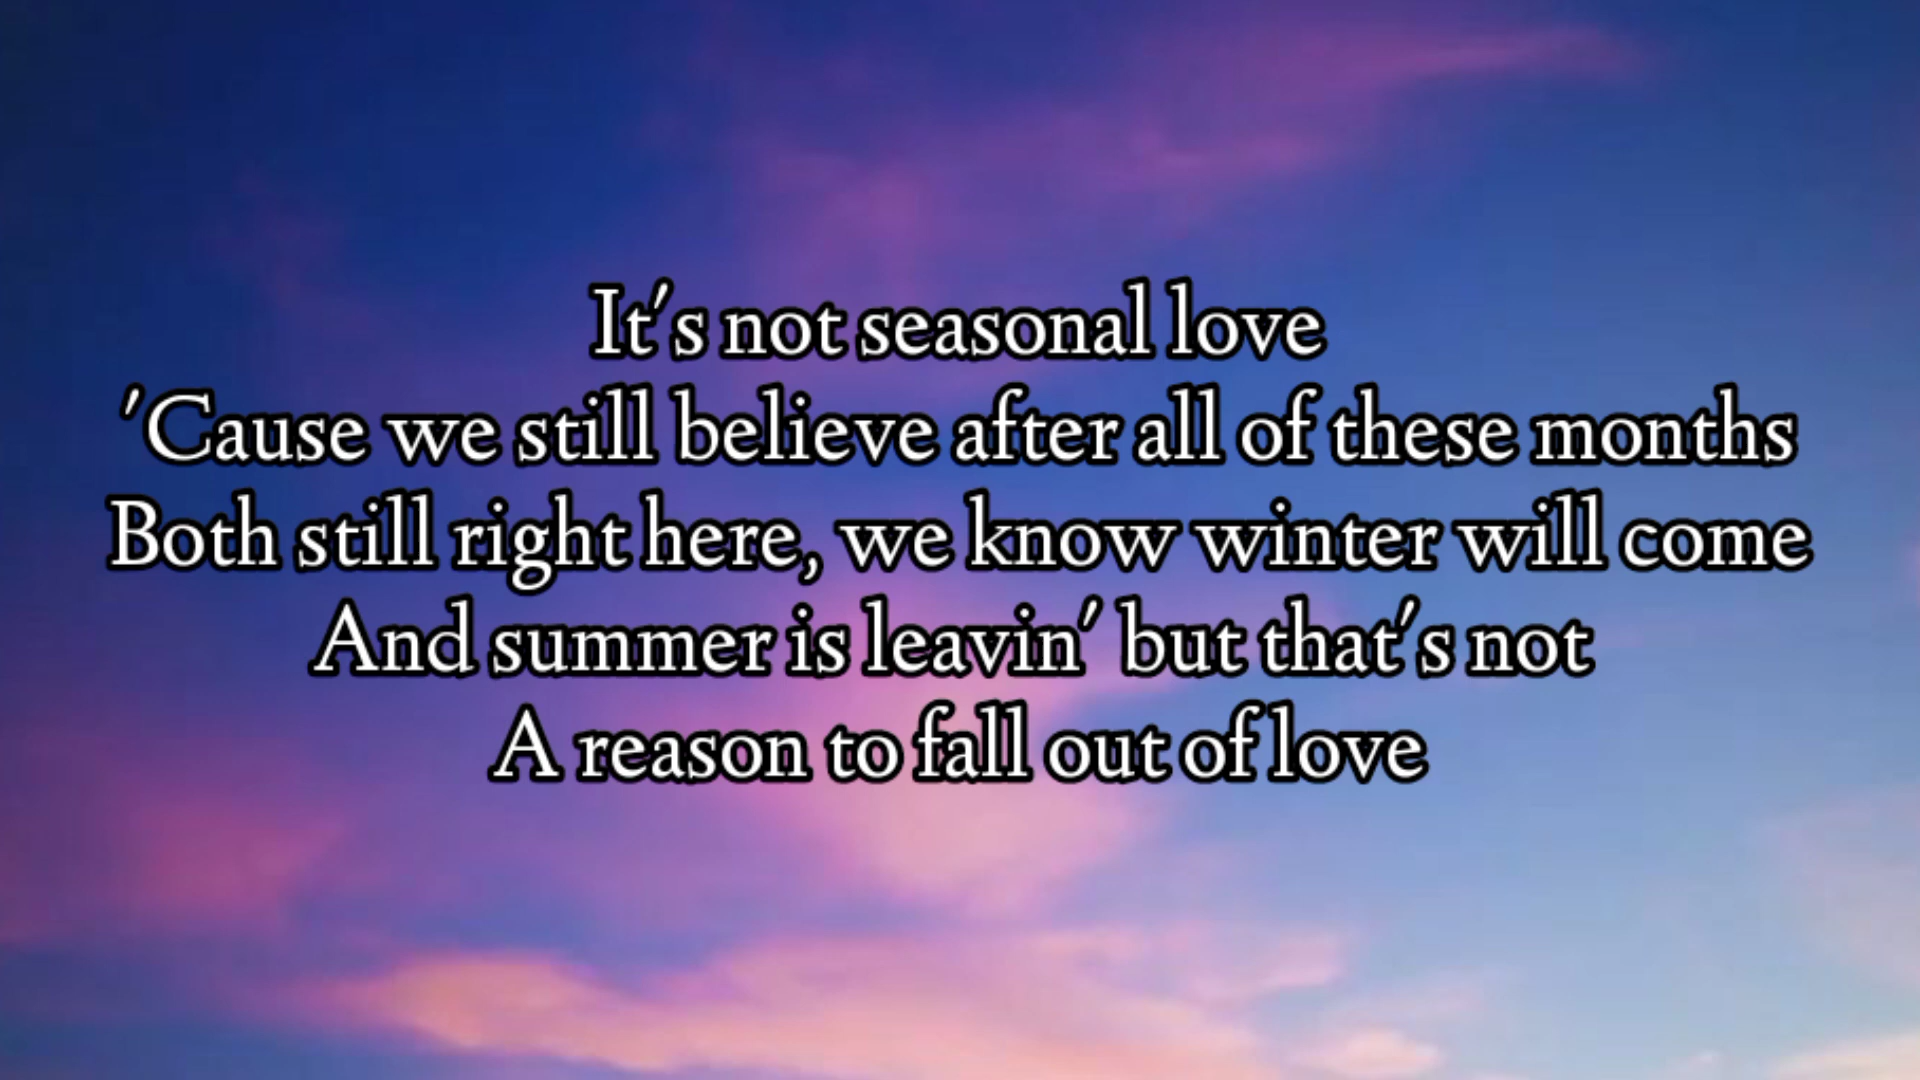 It's not seasonal love
'Cause we still believe after all of these months
Both still right here, we know winter will come
And summer is leavin' but that's not
A reason to fall out of love